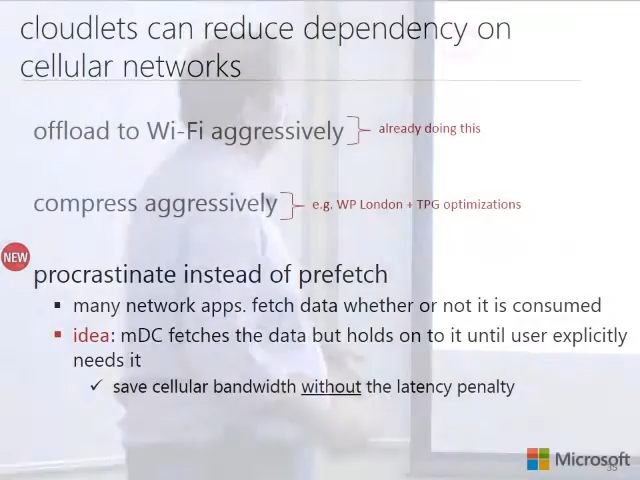 cloudlets can reduce dependency on
cellular networks
offload to Wi-Fi aggressively
already doing this
compress aggressively
e.g. WP London + TPG optimizations
NEW
procrastinate instead of prefetch
▪ many network apps. fetch data whether or not it is consumed
▪ idea: mDC fetches the data but holds on to it until user explicitly
needs it
✓ save cellular bandwidth without the latency penalty
Microsoft
35